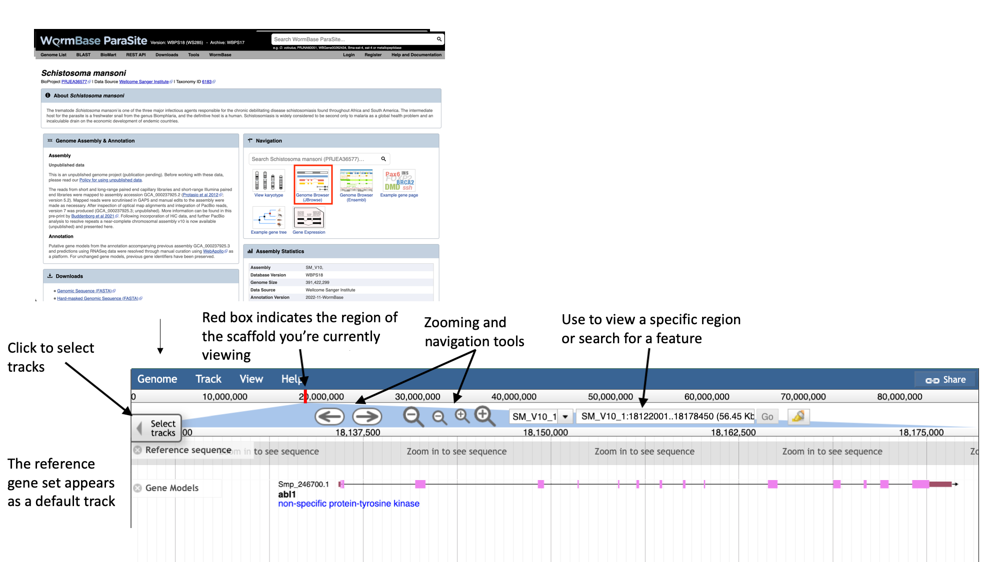 WormBase ParaSite Version: WBPS18 (WS285) - Archive: WBPS17
Search WormBase ParaSite...
e.g. O. volvulus, PRJNA60051, WBGene00262434, Bma-eat-4, eat-4 or metallopeptidase
Genome List BLAST BioMart REST API Downloads Tools WormBase Login Register Help and Documentation
Schistosoma mansoni
BioProject PRJEA36577 | Data Source Wellcome Sanger Institute | Taxonomy ID 6183
About Schistosoma mansoni
The trematode Schistosoma mansoni is one of the three major infectious agents responsible for the chronic debilitating disease schistosomiasis found throughout Africa and South America. The intermediate
host for the parasite is a freshwater snail from the genus Biomphlaria, and the definitive host is a human. Schistosomiasis is widely considered to be second only to malaria as a global health problem and an
incalculable drain on the economic development of endemic countries.
Genome Assembly & Annotation
Assembly
Unpublished data
This is an unpublished genome project (publication pending). Before working with these data,
please read our Policy for using unpublished data.
The reads from short and long-range paired end capillary libraries and short-range Illumina paired
end libraries were mapped to assembly accession GCA_000237925.2 (Protasio et al 2012;
version 5.2). Mapped reads were scrutinised in GAP5 and manual edits to the assembly were
made as necessary. After inspection of optical map alignments and integration of PacBio reads,
version 7 was produced (GCA_000237925.3; unpublished). More information can be found in this
pre-print by Buddenborg et al 2021. Following incorporation of HiC data, and further PacBio
analysis to resolve repeats a near-complete chromosomal assembly v10 is now available
(unpublished) and presented here.
Annotation
Putative gene models from the annotation accompanying previous assembly GCA_000237925.3
and predictions using RNASeq data were resolved through manual curation using WebApollo as
a platform. For unchanged gene models, previous gene identifiers have been preserved.
Downloads
Genomic Sequence (FASTA)
Hard-masked Genomic Sequence (FASTA)
Navigation
Search Schistosoma mansoni (PRJEA36577)...
Pax6 INS
FOXP2
BRCA2
DMD ssh
View karyotype
Genome Browser
(JBrowse)
Genome Browser
(Ensembl)
Example gene page
Example gene tree
Gene Expression
Assembly Statistics
Assembly SM_V10,
Database Version WBPS18
Genome Size 391,422,299
Data Source Wellcome Sanger Institute
Annotation Version 2022-11-WormBase
Click to select
tracks
Red box indicates the region of
the scaffold you're currently
viewing
Zooming and
navigation tools
Use to view a specific region
or search for a feature
Genome Track View Help Share
0 10,000,000 20,000,000 30,000,000 40,000,000 50,000,000 60,000,000 70,000,000 80,000,000
SM_V10_1 SM_V10_1:18122001..18178450 (56.45 Kb Go
Select
tracks
00 18,137,500 18,150,000 18,162,500 18,175,000
Reference sequence Zoom in to see sequence Zoom in to see sequence Zoom in to see sequence Zoom in to see sequence Zo
The reference
gene set appears
as a default track
Gene Models
Smp_246700.1
abl1
non-specific protein-tyrosine kinase